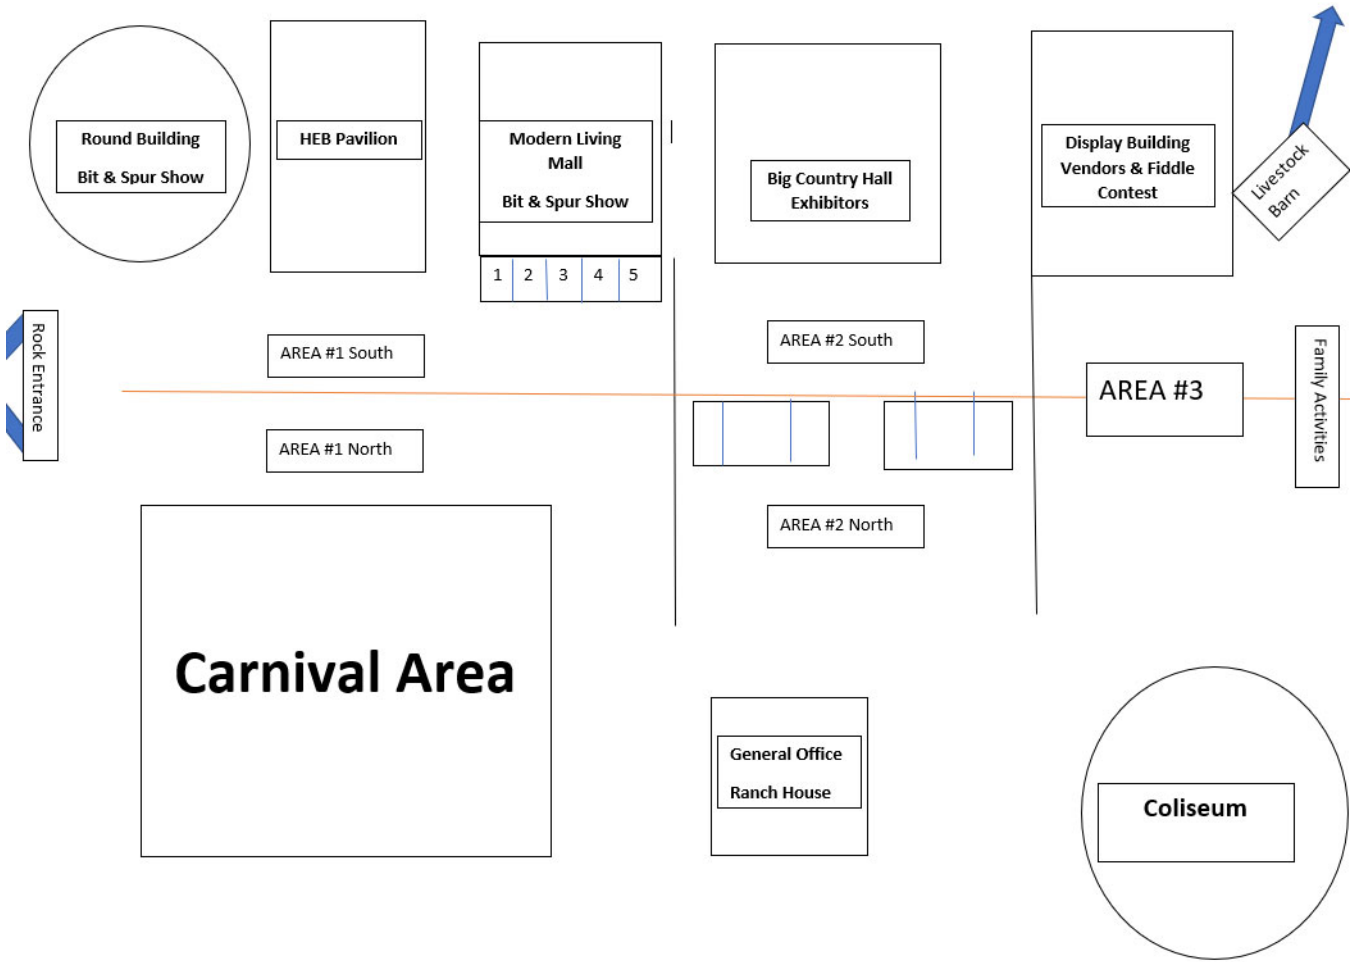 Round Building
Bit & Spur Show
HEB Pavilion
Modern Living
Mall
Bit & Spur Show
Big Country Hall
Exhibitors
Display Building
Vendors & Fiddle
Contest
Livestock
Barn
1 2 3 4 5
Rock Entrance
AREA #1 South
AREA #2 South
AREA #3
Family Activities
AREA #1 North
AREA #2 North
Carnival Area
General Office
Ranch House
Coliseum